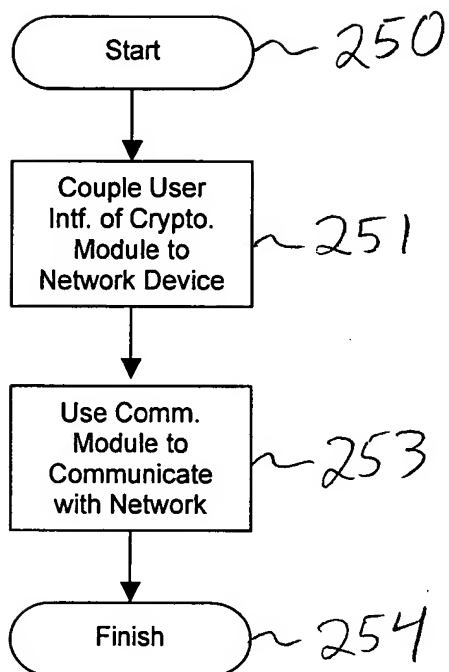 Start
250
Couple User
Intf. of Crypto.
Module to
Network Device
251
Use Comm.
Module to
Communicate
with Network
253
Finish
254